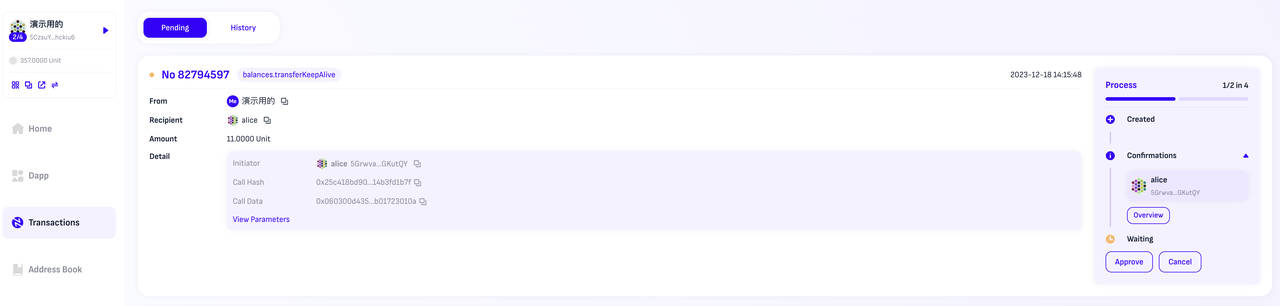 演示用的
2/4
5CzsuY...hckiu6
357.0000 Unit
Home
Dapp
Transactions
Address Book
Pending
History
No 82794597
balances.transferKeepAlive
2023-12-18 14:15:48
From
Me
演示用的
Recipient
alice
Amount
11.0000 Unit
Detail
Initiator
alice 5Grwva...GKutQY
Call Hash
0x25c418bd90...14b3fd1b7f
Call Data
0x060300d435...b01723010a
View Parameters
Process
1/2 in 4
Created
Confirmations
alice
5Grwva...GKutQY
Overview
Waiting
Approve
Cancel